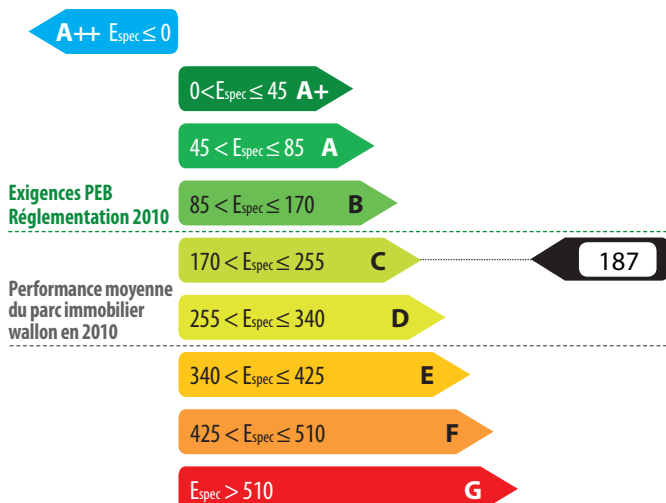 A++ Espec ≤ 0
0<Espec ≤ 45 A+
45 < Espec ≤ 85 A
Exigences PEB
Réglementation 2010
85 < Espec ≤ 170 B
170 < Espec ≤ 255 C
187
Performance moyenne
du parc immobilier
wallon en 2010
255 < Espec ≤ 340 D
340 < Espec ≤ 425 E
425 < Espec ≤ 510 F
Espec > 510 G